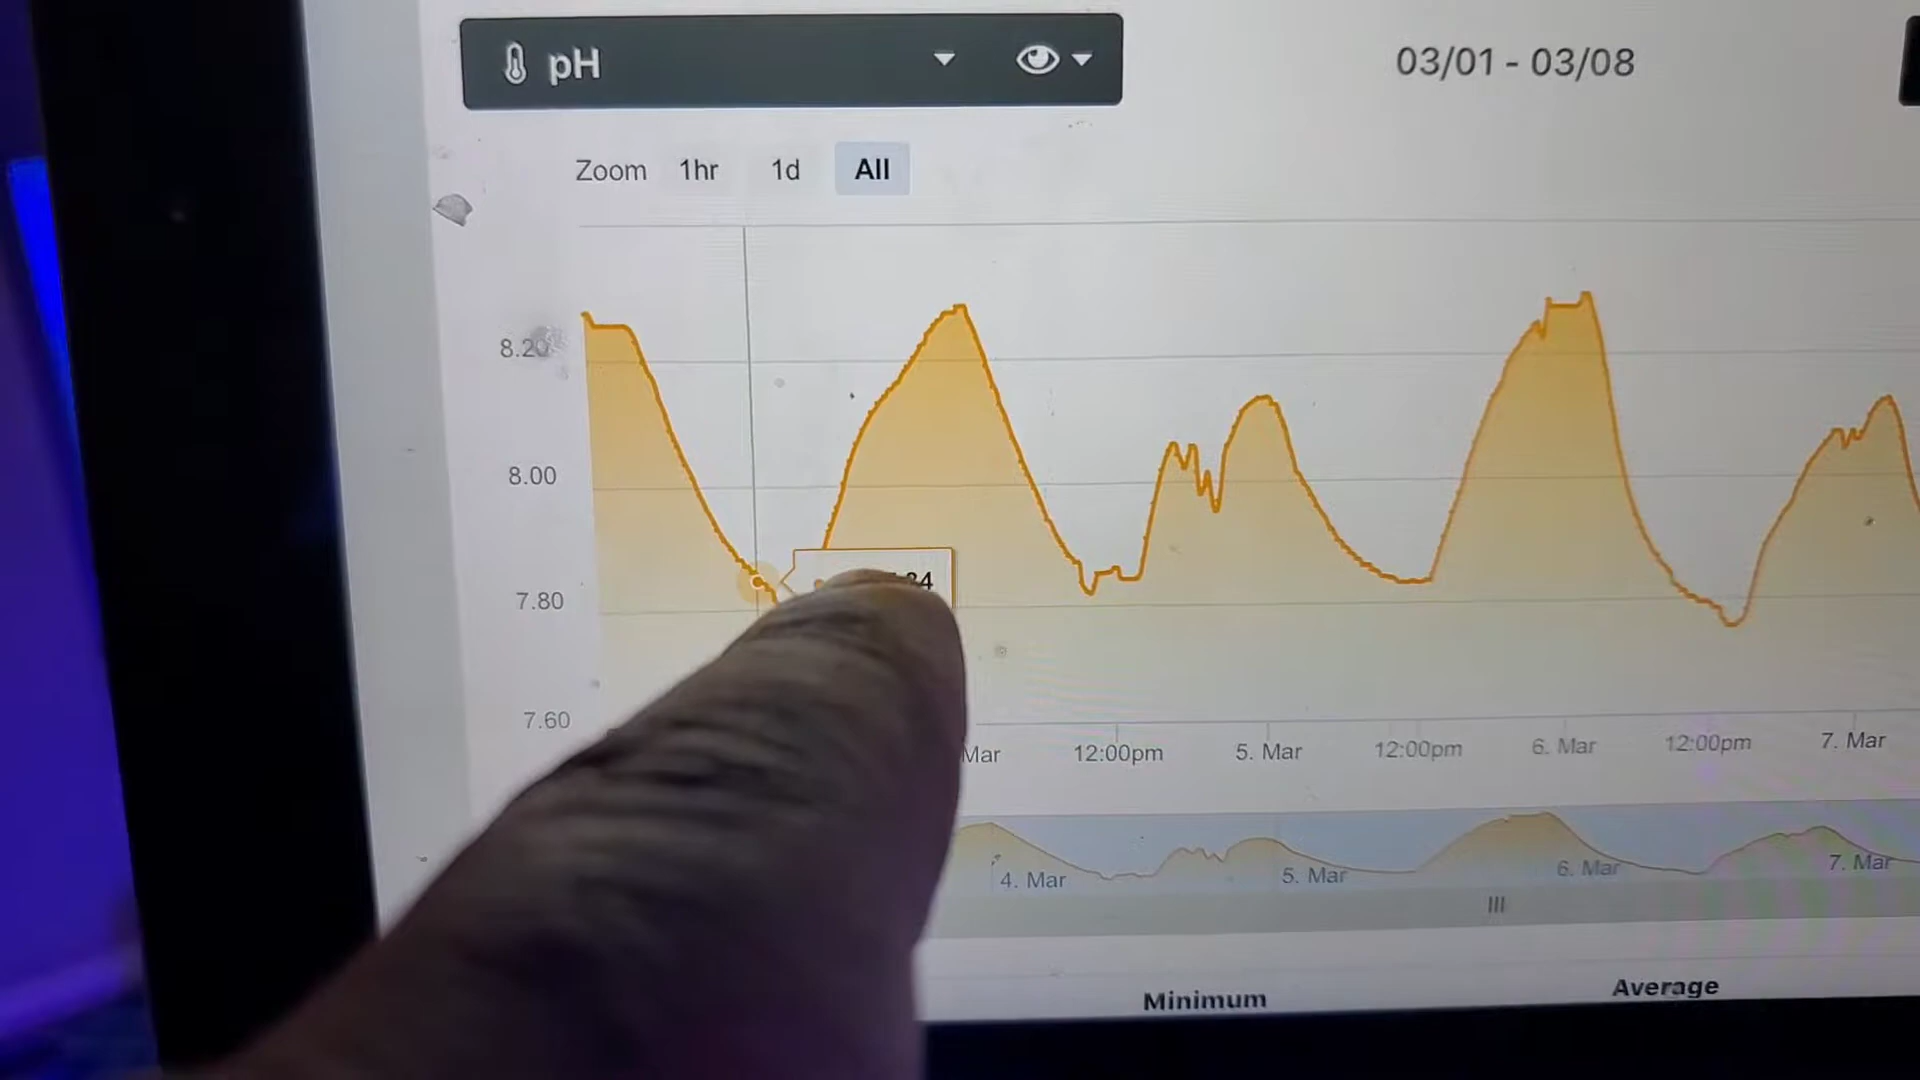 pH
03/01 - 03/08
Zoom 1hr 1d All
8.20
8.00
7.80
7.60
Mar 12:00pm 5. Mar 12:00pm 6. Mar 12:00pm 7. Mar
4. Mar 5. Mar 6. Mar 7. Mar
Minimum Average